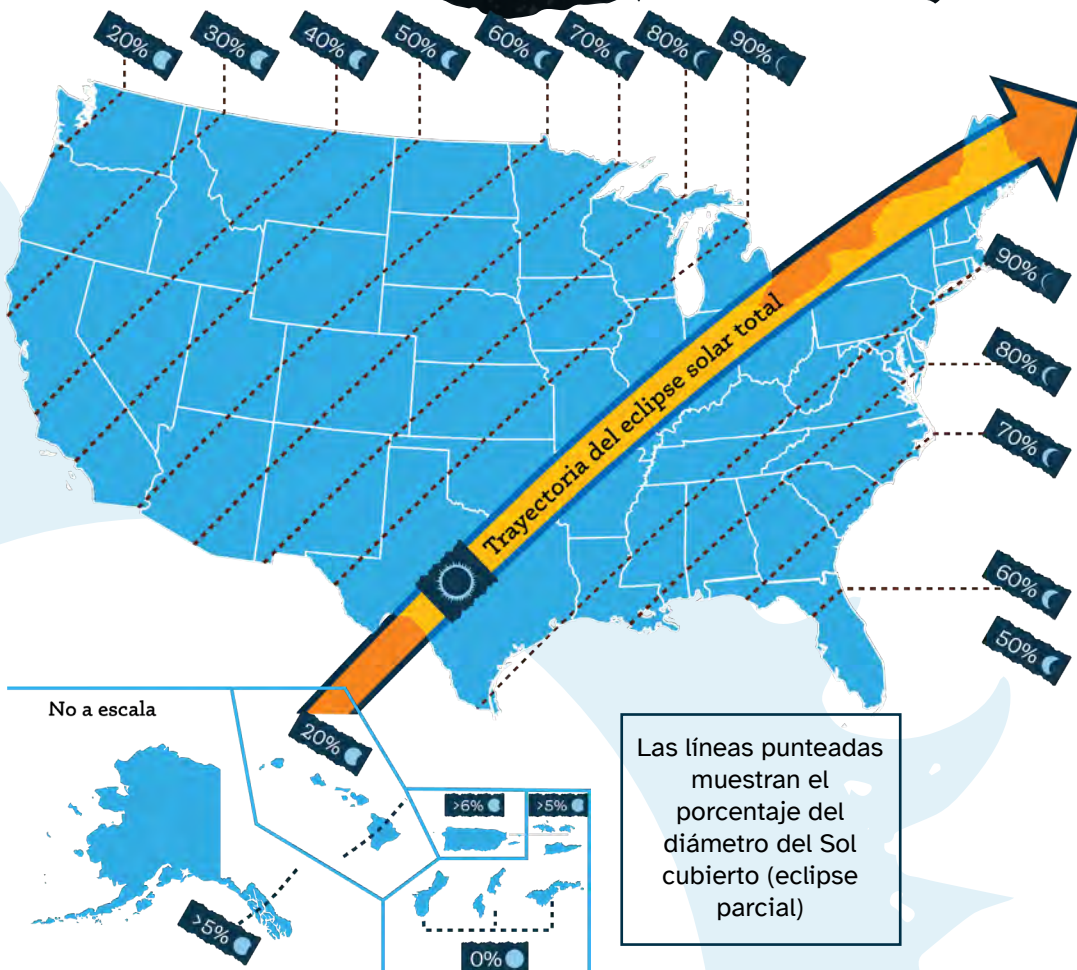 20%
30%
40%
50%
60%
70%
80%
90%
90%
80%
70%
60%
50%
Trayectoria del eclipse solar total
No a escala
20%
>6%
>5%
>5%
0%
Las líneas punteadas
muestran el
porcentaje del
diámetro del Sol
cubierto (eclipse
parcial)